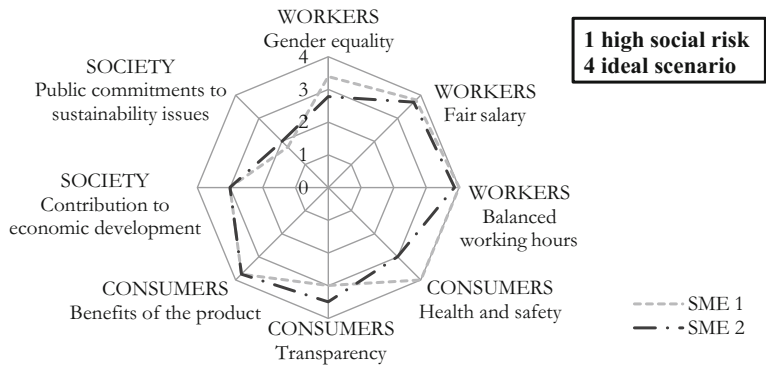 WORKERS
Gender equality
1 high social risk
4 ideal scenario
SOCIETY
Public commitments to
sustainability issues
WORKERS
Fair salary
4
3
2
1
0
SOCIETY
Contribution to
economic development
WORKERS
Balanced
working hours
CONSUMERS
Benefits of the product
CONSUMERS
Health and safety
CONSUMERS
Transparency
SME 1
SME 2